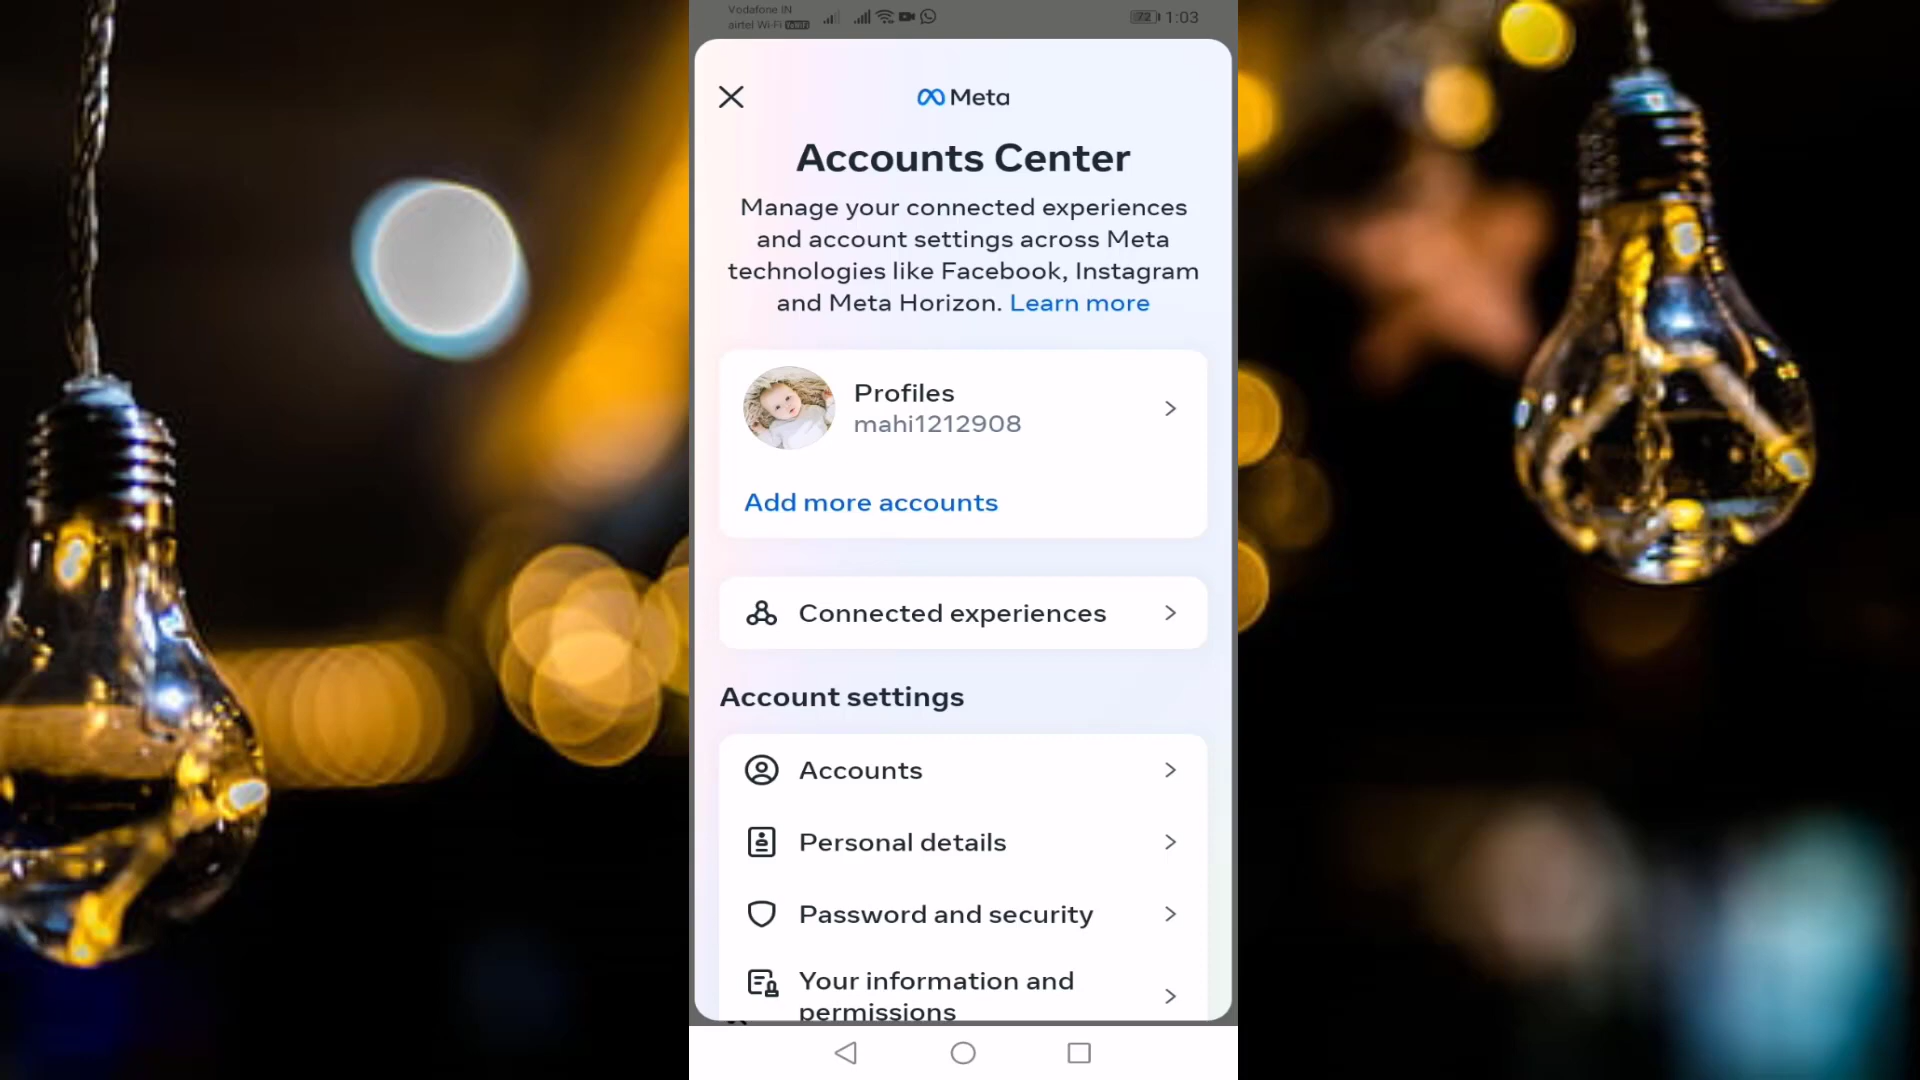 Vodafone IN
airtel Wi-Fi VoWiFi
72 1:03
Meta
Accounts Center
Manage your connected experiences
and account settings across Meta
technologies like Facebook, Instagram
and Meta Horizon. Learn more
Profiles
mahi1212908
Add more accounts
Connected experiences
Account settings
Accounts
Personal details
Password and security
Your information and
permissions